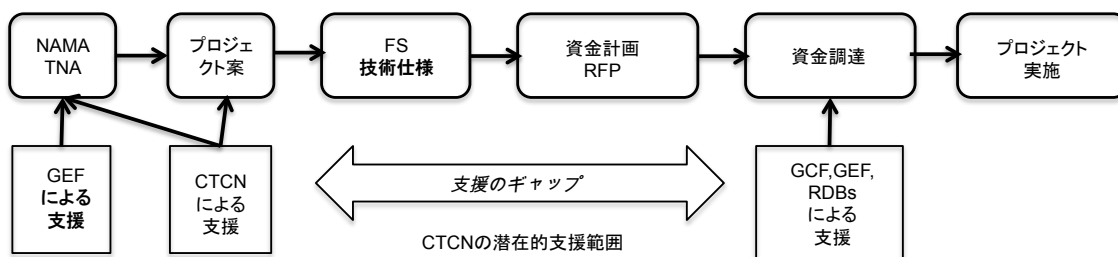 NAMA
TNA
プロジェ
クト案
FS
技術仕様
資金計画
RFP
資金調達
プロジェクト
実施
GEF
による
支援
CTCN
による
支援
支援のギャップ
CTCNの潜在的支援範囲
GCF,GEF,
RDBs
による
支援